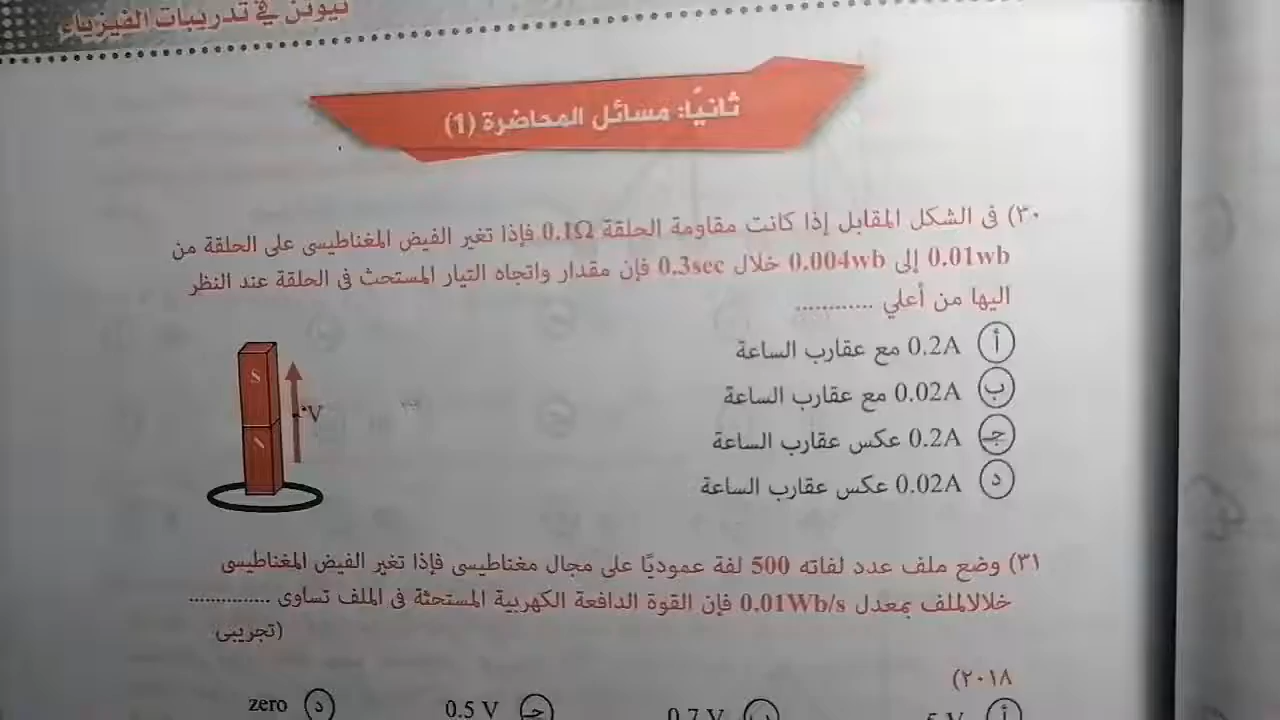 نيوتن في تدريبات الفيزياء
ثانيًا: مسائل المحاضرة (1)
٣٠) فى الشكل المقابل إذا كانت مقاومة الحلقة 0.1Ω فإذا تغير الفيض المغناطيسى على الحلقة من
0.01wb إلى 0.004wb خلال 0.3sec فإن مقدار واتجاه التيار المستحث فى الحلقة عند النظر
اليها من أعلي ............
أ 0.2A مع عقارب الساعة
ب 0.02A مع عقارب الساعة
جـ 0.2A عكس عقارب الساعة
د 0.02A عكس عقارب الساعة
S
V
N
٣١) وضع ملف عدد لفاته 500 لفة عموديًا على مجال مغناطيسى فإذا تغير الفيض المغناطيسى
خلالالملف بمعدل 0.01Wb/s فإن القوة الدافعة الكهربية المستحثة فى الملف تساوى ..............
(تجريبى
٢٠١٨)
أ 5 V ب 0.7 V جـ 0.5 V د zero